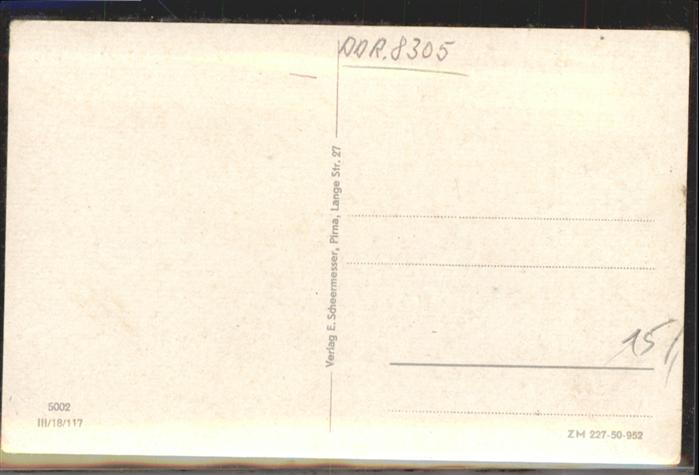 DDR.8305
Verlag E. Scheermesser, Pirna, Lange Str. 27
15
5002
III/18/117
ZM 227-50-952